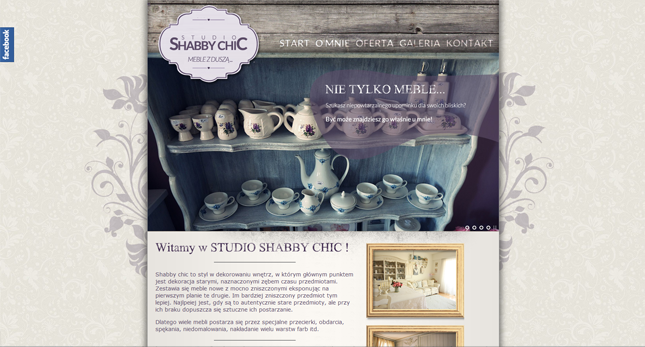 facebook
STUDIO
SHABBY CHIC
MEBLE Z DUSZĄ...
START O MNIE OFERTA GALERIA KONTAKT
NIE TYLKO MEBLE...
Szukasz niepowtarzalnego upominku dla swoich bliskich?
Być może znajdziesz go właśnie u mnie!
Witamy w STUDIO SHABBY CHIC !
Shabby chic to styl w dekorowaniu wnętrz, w którym głównym punktem
jest dekoracja starymi, naznaczonymi zębem czasu przedmiotami.
Zestawia się meble nowe z mocno zniszczonymi eksponując na
pierwszym planie te drugie. Im bardziej zniszczony przedmiot tym
lepiej. Najlpeiej jest, gdy są to autentycznie stare przedmioty, ale przy
ich braku dopuszcza się sztuczne ich postarzanie.
Dlatego wiele mebli postarza się przez specjalne przecierki, obdarcia,
spękania, niedomalowania, nakładanie wielu warstw farb itd.